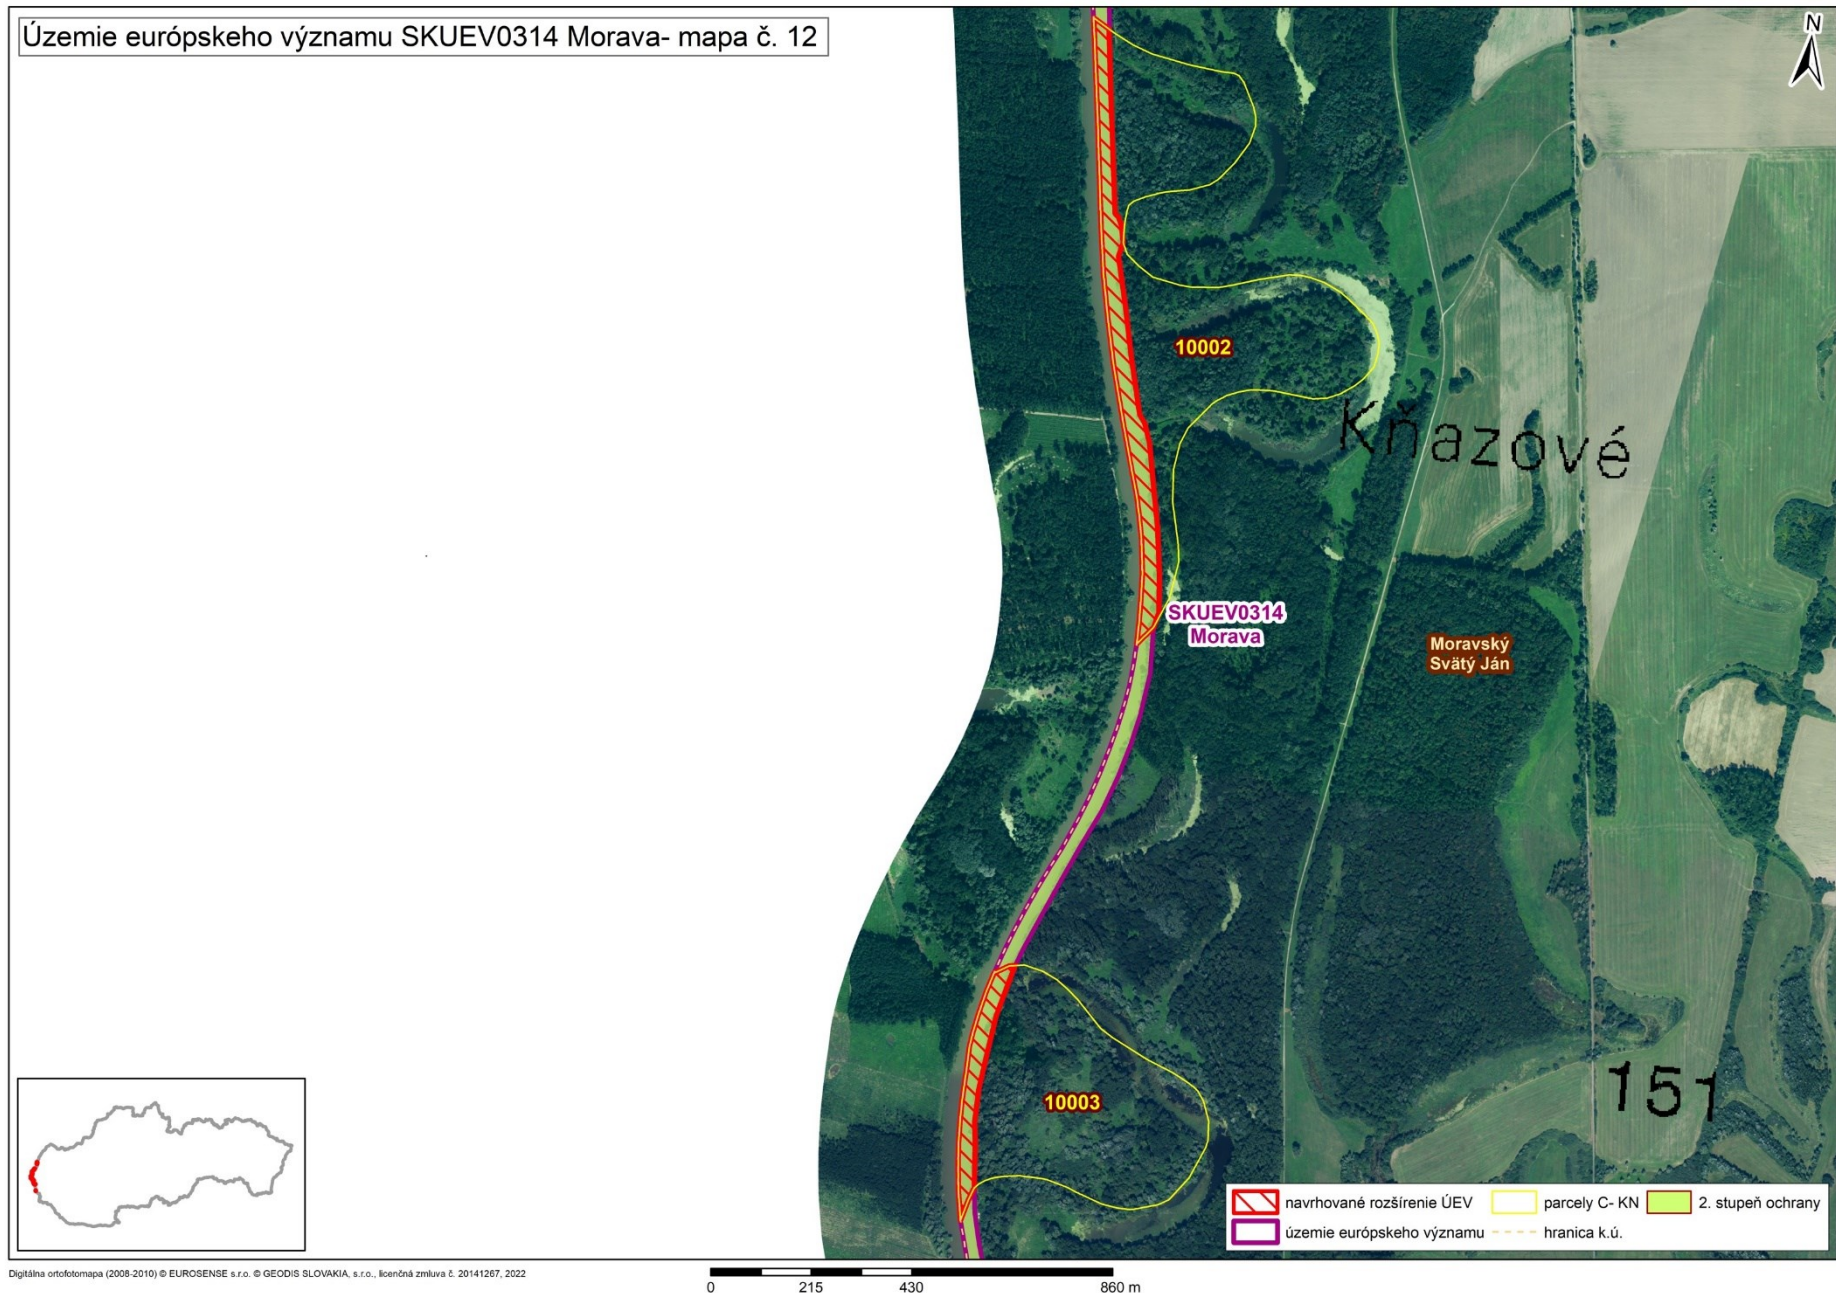 Územie európskeho významu SKUEV0314 Morava- mapa č. 12
N
10002
Kňazové
SKUEV0314
Morava
Moravský
Svätý Ján
10003
151
navrhované rozšírenie ÚEV
parcely C- KN
2. stupeň ochrany
územie európskeho významu
hranica k.ú.
Digitálna ortofotomapa (2008-2010) © EUROSENSE s.r.o. © GEODIS SLOVAKIA, s.r.o., licenčná zmluva č. 20141267, 2022
0 215 430 860 m